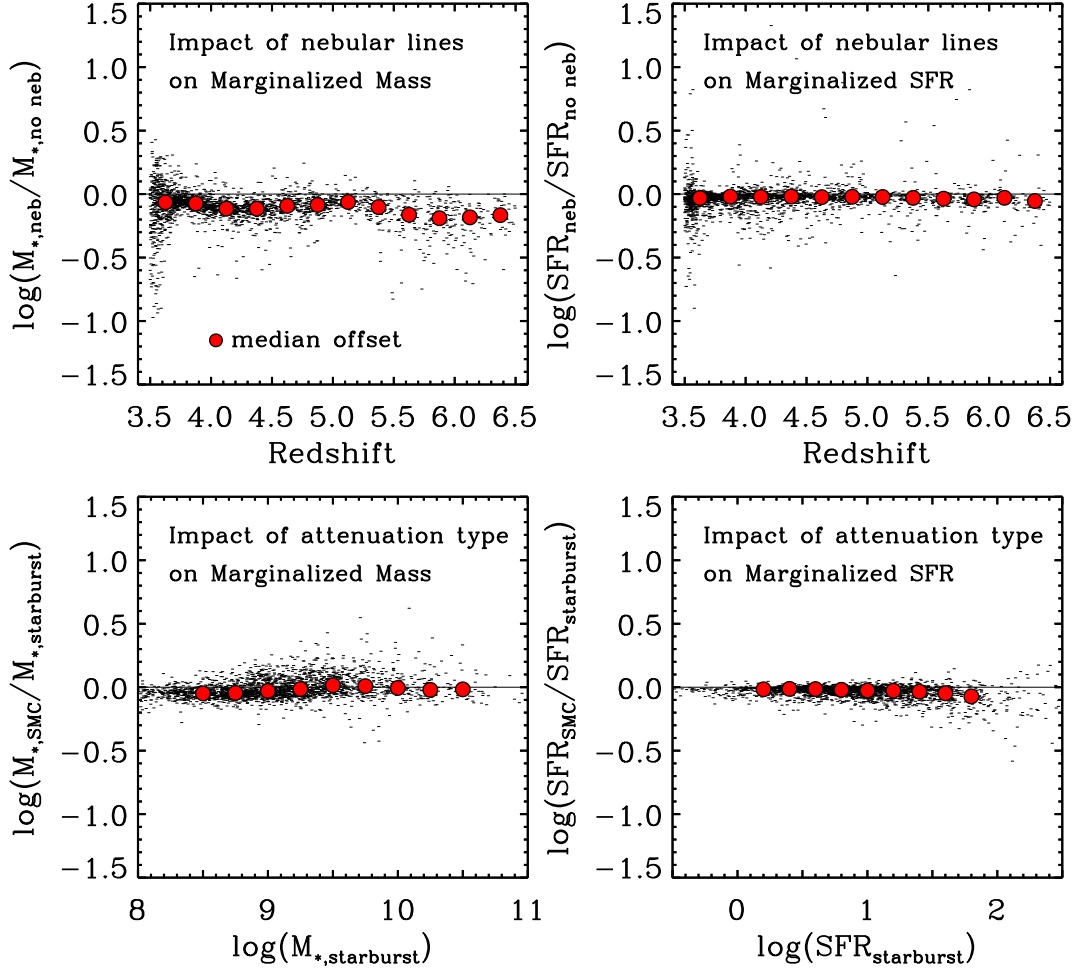 1.5
1.0
0.5
0.0
−0.5
−1.0
−1.5
log(M*,neb/M*,no neb)
Impact of nebular lines
on Marginalized Mass
median offset
3.5 4.0 4.5 5.0 5.5 6.0 6.5
Redshift
1.5
1.0
0.5
0.0
−0.5
−1.0
−1.5
log(SFRneb/SFRno neb)
Impact of nebular lines
on Marginalized SFR
3.5 4.0 4.5 5.0 5.5 6.0 6.5
Redshift
1.5
1.0
0.5
0.0
−0.5
−1.0
−1.5
log(M*,SMC/M*,starburst)
Impact of attenuation type
on Marginalized Mass
8 9 10 11
log(M*,starburst)
1.5
1.0
0.5
0.0
−0.5
−1.0
−1.5
log(SFRSMC/SFRstarburst)
Impact of attenuation type
on Marginalized SFR
0 1 2
log(SFRstarburst)